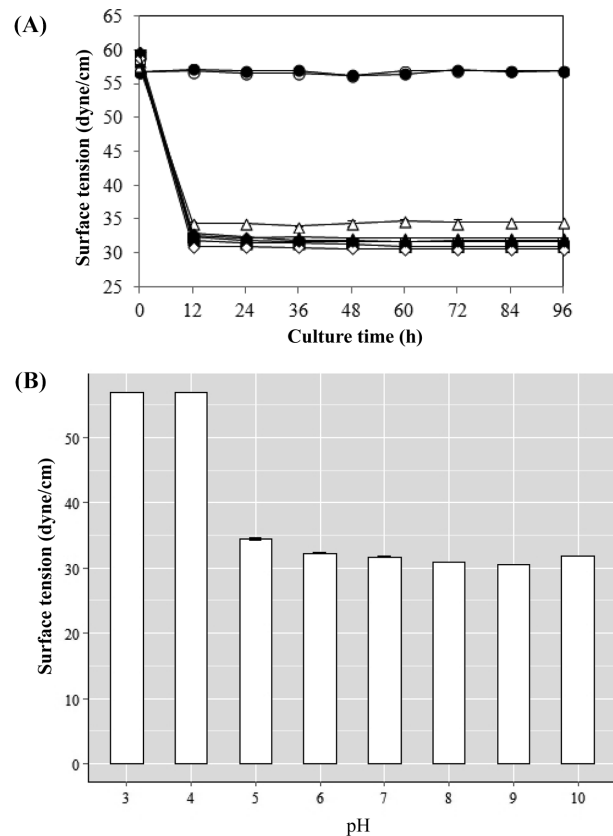 (A)
Surface tension (dyne/cm)
65
60
55
50
45
40
35
30
25
0 12 24 36 48 60 72 84 96
Culture time (h)
(B)
Surface tension (dyne/cm)
50
40
30
20
10
0
3 4 5 6 7 8 9 10
pH